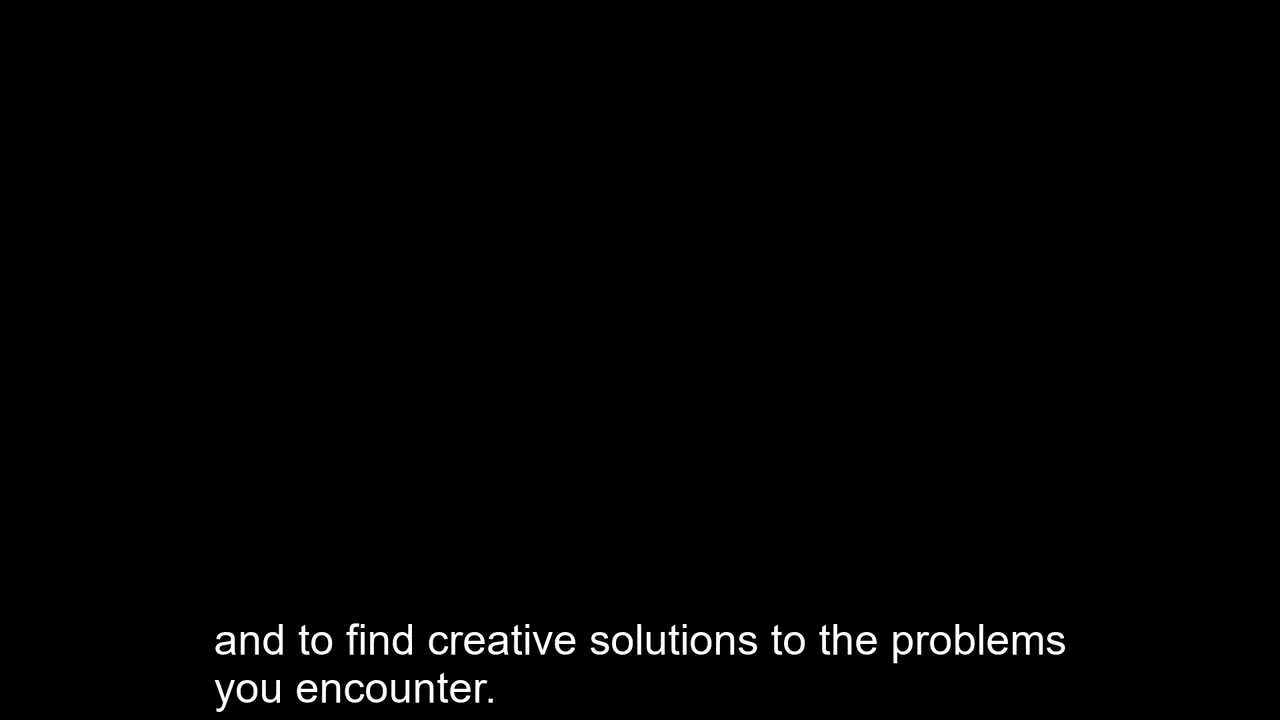 and to find creative solutions to the problems
you encounter.